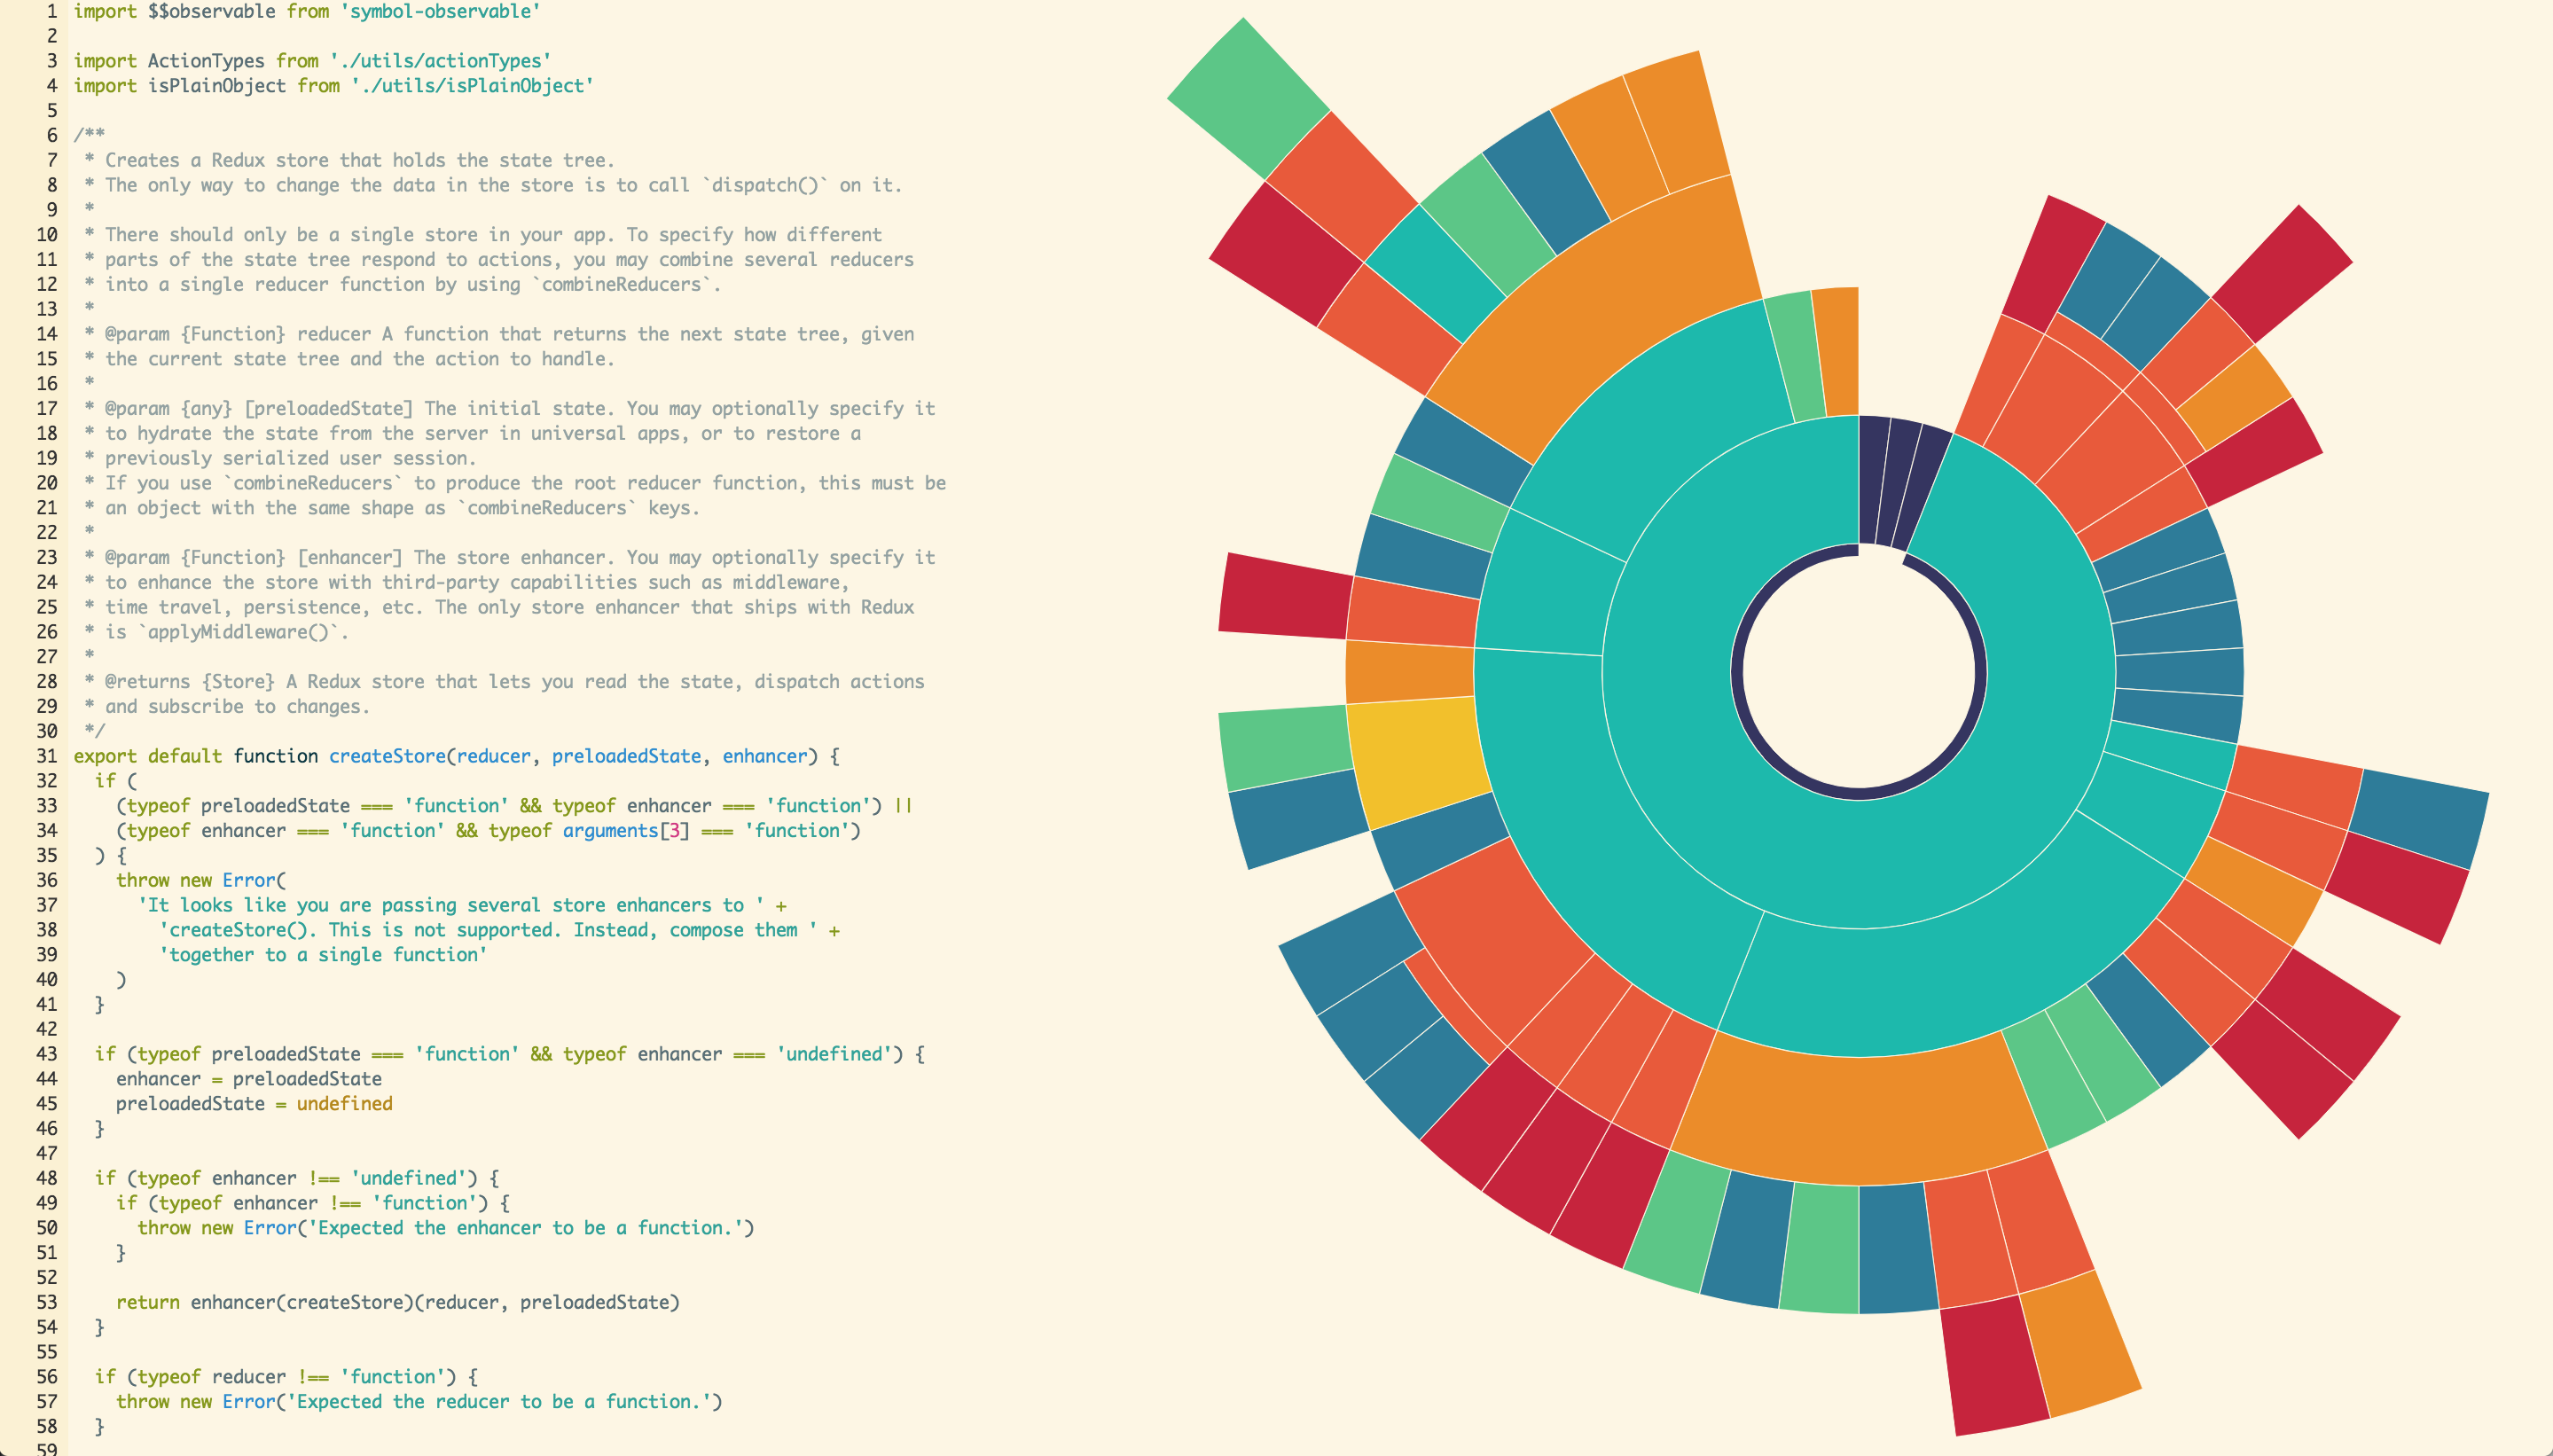 1 import $$observable from 'symbol-observable'
2
3 import ActionTypes from './utils/actionTypes'
4 import isPlainObject from './utils/isPlainObject'
5
6 /**
7  * Creates a Redux store that holds the state tree.
8  * The only way to change the data in the store is to call `dispatch()` on it.
9  *
10  * There should only be a single store in your app. To specify how different
11  * parts of the state tree respond to actions, you may combine several reducers
12  * into a single reducer function by using `combineReducers`.
13  *
14  * @param {Function} reducer A function that returns the next state tree, given
15  * the current state tree and the action to handle.
16  *
17  * @param {any} [preloadedState] The initial state. You may optionally specify it
18  * to hydrate the state from the server in universal apps, or to restore a
19  * previously serialized user session.
20  * If you use `combineReducers` to produce the root reducer function, this must be
21  * an object with the same shape as `combineReducers` keys.
22  *
23  * @param {Function} [enhancer] The store enhancer. You may optionally specify it
24  * to enhance the store with third-party capabilities such as middleware,
25  * time travel, persistence, etc. The only store enhancer that ships with Redux
26  * is `applyMiddleware()`.
27  *
28  * @returns {Store} A Redux store that lets you read the state, dispatch actions
29  * and subscribe to changes.
30  */
31 export default function createStore(reducer, preloadedState, enhancer) {
32   if (
33     (typeof preloadedState === 'function' && typeof enhancer === 'function') ||
34     (typeof enhancer === 'function' && typeof arguments[3] === 'function')
35   ) {
36     throw new Error(
37       'It looks like you are passing several store enhancers to ' +
38         'createStore(). This is not supported. Instead, compose them ' +
39         'together to a single function'
40     )
41   }
42
43   if (typeof preloadedState === 'function' && typeof enhancer === 'undefined') {
44     enhancer = preloadedState
45     preloadedState = undefined
46   }
47
48   if (typeof enhancer !== 'undefined') {
49     if (typeof enhancer !== 'function') {
50       throw new Error('Expected the enhancer to be a function.')
51     }
52
53     return enhancer(createStore)(reducer, preloadedState)
54   }
55
56   if (typeof reducer !== 'function') {
57     throw new Error('Expected the reducer to be a function.')
58   }
59